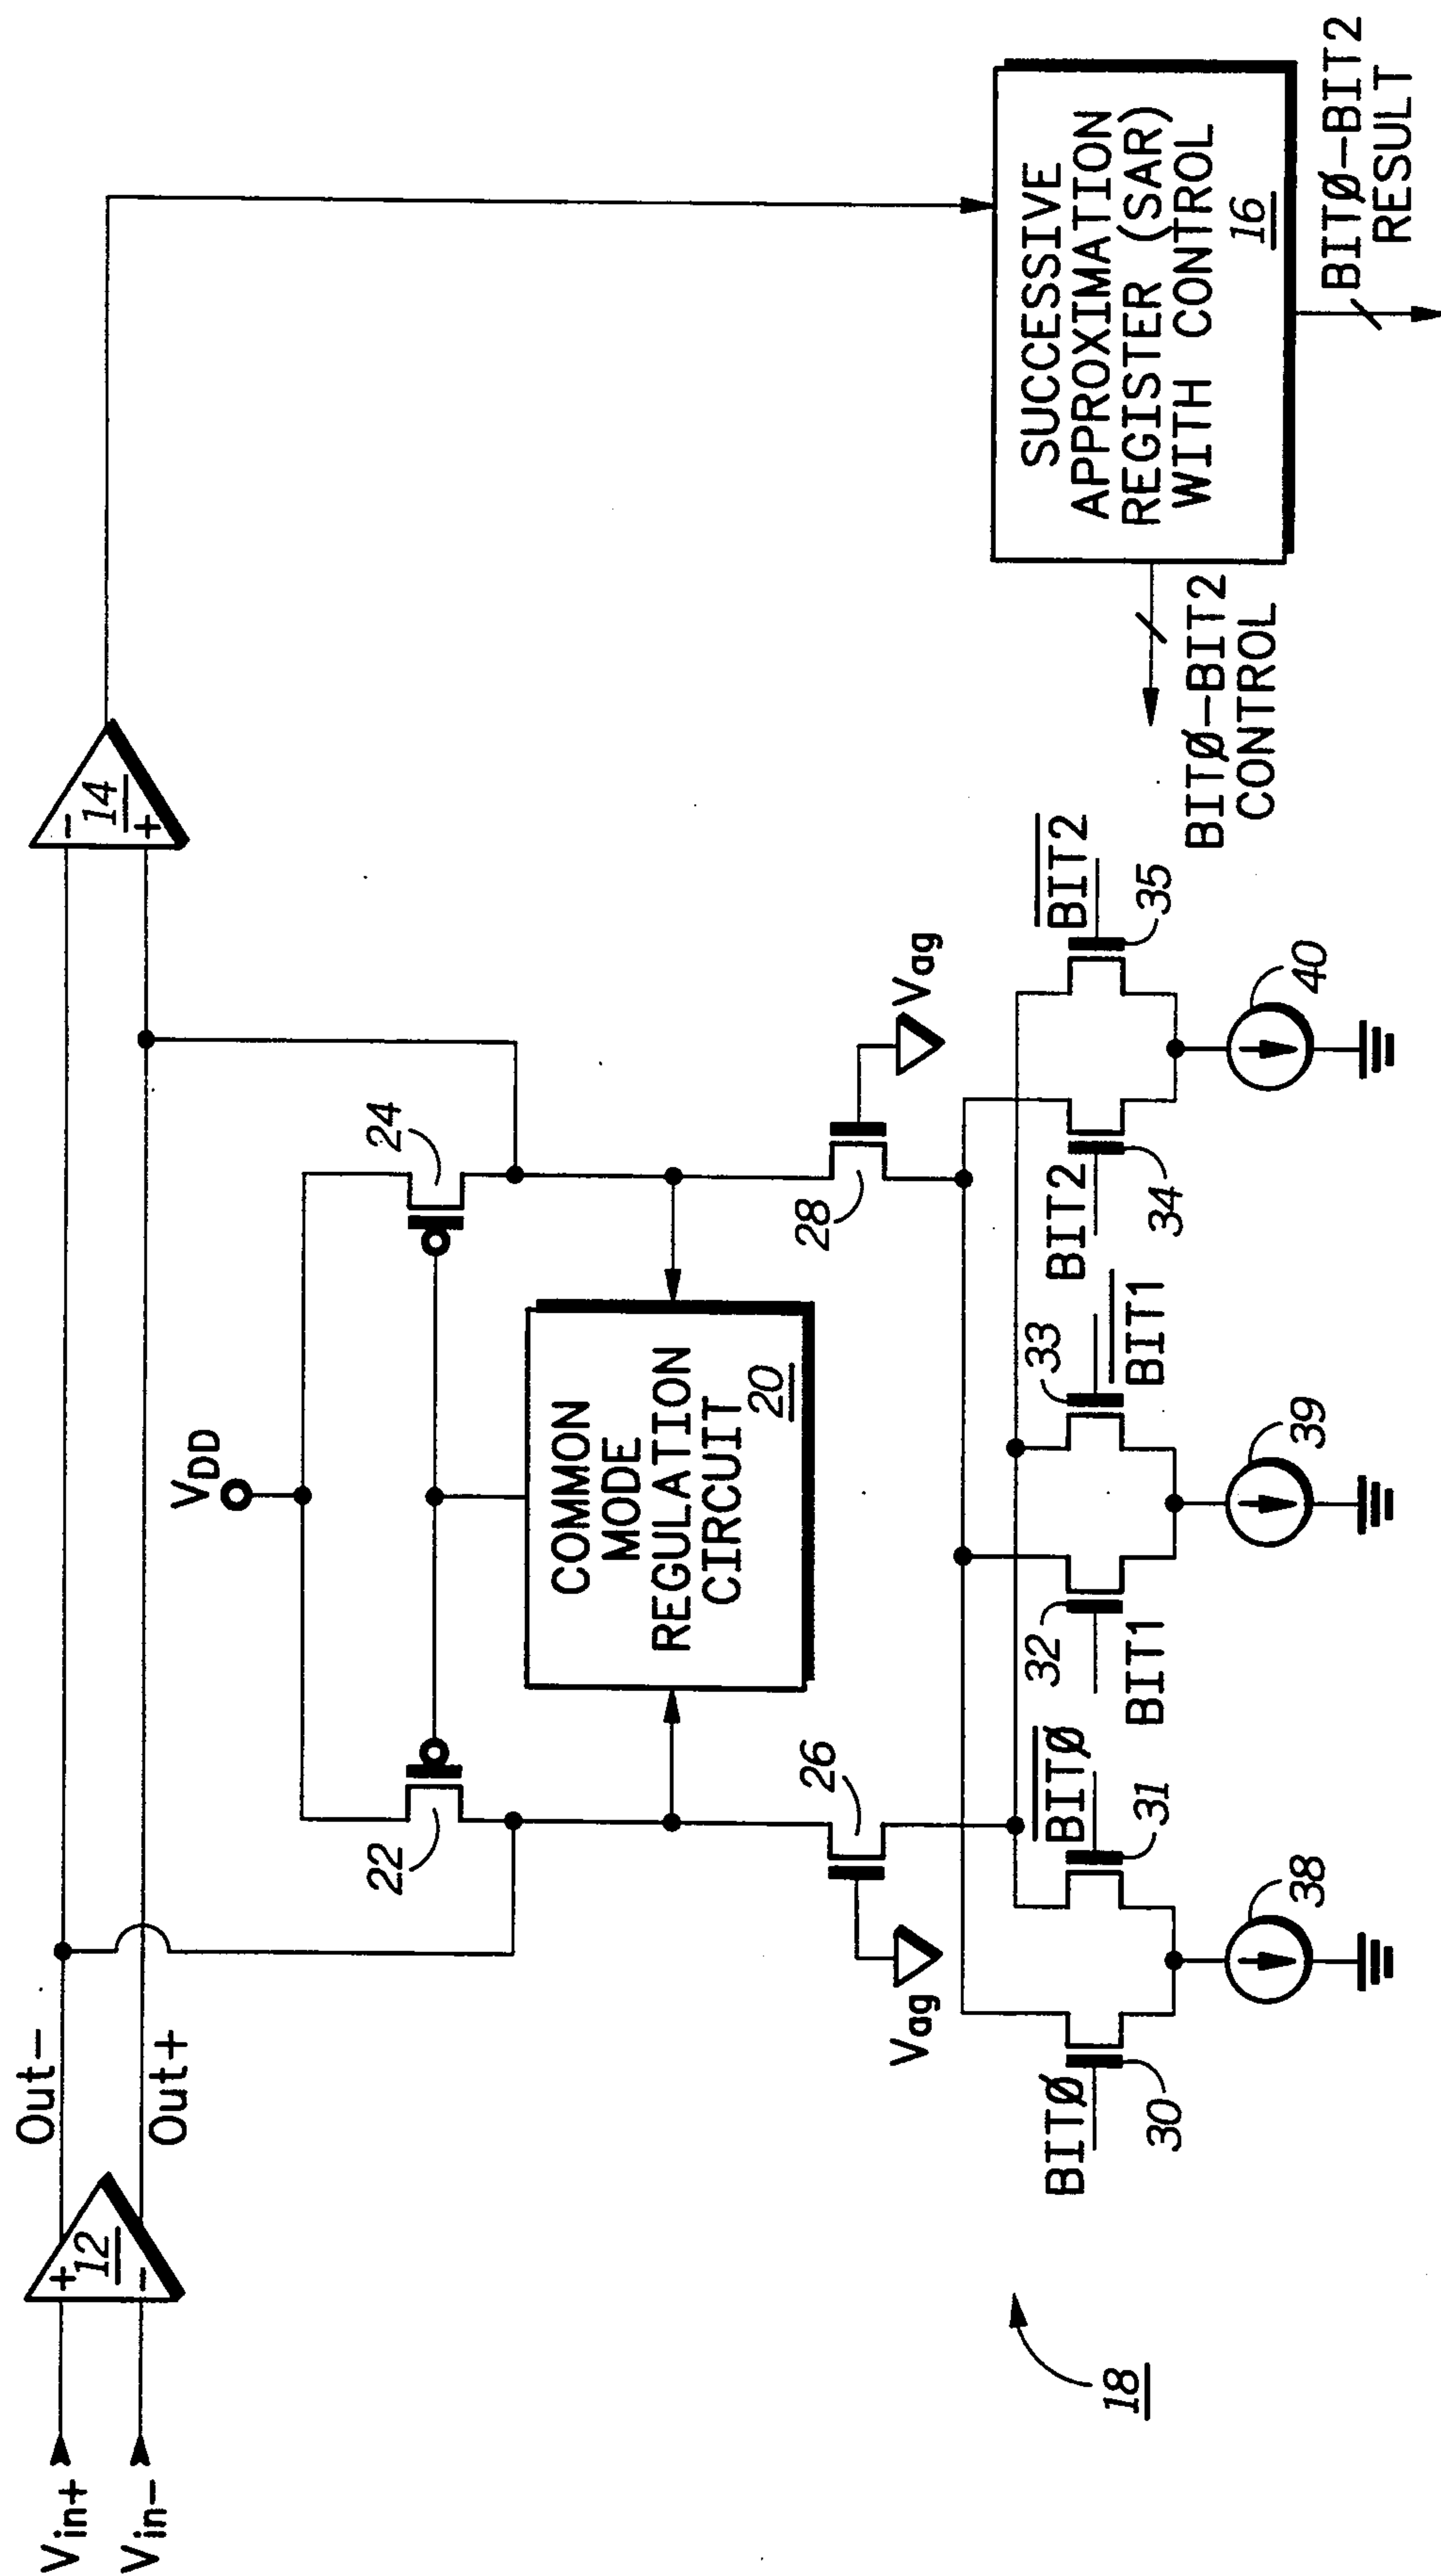 Vin+
Vin−
+
12
−
Out−
Out+
−
14
+
VDD
22
24
COMMON
MODE
REGULATION
CIRCUIT
20
26
28
Vag
Vag
BITØ
30
BITØ
31
38
32
BIT1
33
BIT1
39
BIT2
34
BIT2
35
40
18
SUCCESSIVE
APPROXIMATION
REGISTER (SAR)
WITH CONTROL
16
BITØ−BIT2
CONTROL
BITØ−BIT2
RESULT